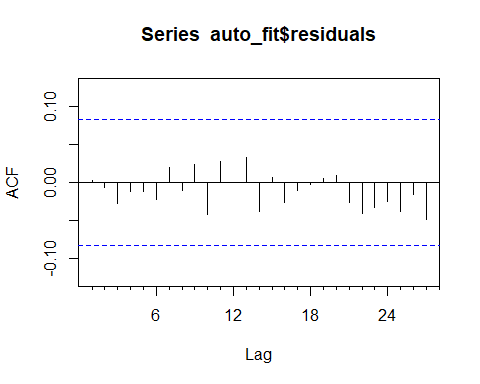 Series auto_fit$residuals
ACF
0.10
0.00
-0.10
6
12
18
24
Lag